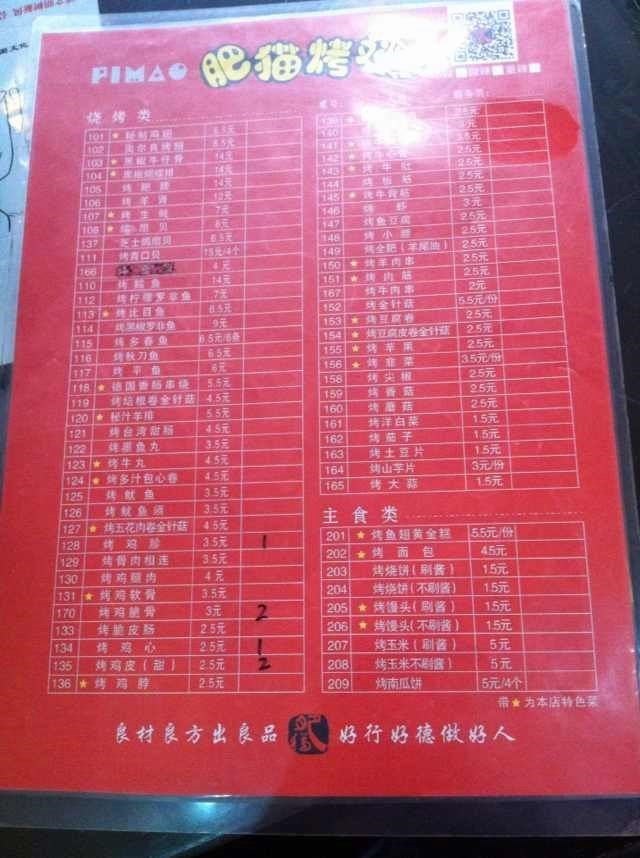 PIMAO 肥猫烤
烧烤类
101 ★ 秘制鸡翅 6.5元
102 奥尔良烤翅 6.5元
103 ★ 黑椒牛仔骨 14元
104 ★ 14元
105 14元
106 烤羊肾 12元
107 ★ 烤生蚝 7元
108 ★ 烤扇贝 8元
137 芝士焗扇贝 6.5元
111 烤青口贝 15元/4个
166 4元
110 14元
112 烤柠檬罗非鱼 7元
113 ★ 烤比目鱼 6.5元
114 烤黑椒罗非鱼 9元
115 烤多春鱼 6.5元/6条
116 烤秋刀鱼 6.5元
117 烤平鱼 6元
118 ★ 德国香肠串烧 5.5元
119 烤培根卷金针菇 4.5元
120 ★ 秘汁羊排 5.5元
121 烤台湾甜肠 4.5元
122 烤墨鱼丸 3.5元
123 ★ 烤牛丸 4.5元
124 ★ 烤多汁包心卷 4.5元
125 烤鱿鱼 3.5元
126 烤鱿鱼须 3.5元
127 ★ 烤五花肉卷金针菇 4.5元
128 烤鸡胗 3.5元 1
129 烤骨肉相连 3.5元
130 烤鸡腿肉 4元
131 ★ 烤鸡软骨 3.5元
170 烤鸡脆骨 3元 2
133 烤脆皮肠 2.5元
134 烤鸡心 2.5元 1
135 烤鸡皮(甜) 2.5元 2
136 ★ 烤鸡脖 2.5元
139 ★ 2.5元
140
141 ★ 3.5元
142 ★ 2.5元
143 ★ 烤牛肚 2.5元
144 烤板筋 2.5元
145 ★ 烤牛背筋 2.5元
146 烤虾 3元
147 烤鱼豆腐 2.5元
148 烤小腰 2.5元
149 烤全肥(羊尾油) 2.5元
150 ★ 烤羊肉串 2.5元
151 ★ 烤肉筋 2.5元
167 烤牛肉串 2元
152 烤金针菇 5.5元/份
153 ★ 烤豆腐卷 2.5元
154 ★ 烤豆腐皮卷金针菇 2.5元
155 ★ 烤苹果 2.5元
156 ★ 烤韭菜 3.5元/份
158 烤尖椒 2.5元
159 烤香菇 2.5元
160 烤蘑菇 2.5元
161 烤洋白菜 1.5元
162 烤茄子 1.5元
163 烤土豆片 1.5元
164 烤山芋片 3元/份
165 烤大蒜 1.5元
主食类
201 ★ 烤鱼翅黄金糕 5.5元/份
202 ★ 烤面包 4.5元
203 烤烧饼(刷酱) 1.5元
204 烤烧饼(不刷酱) 1.5元
205 ★ 烤馒头(刷酱) 1.5元
206 ★ 烤馒头(不刷酱) 1.5元
207 烤玉米(刷酱) 5元
208 烤玉米不刷酱) 5元
209 烤南瓜饼 5元/4个
带★为本店特色菜
良材良方出良品 好行好德做好人